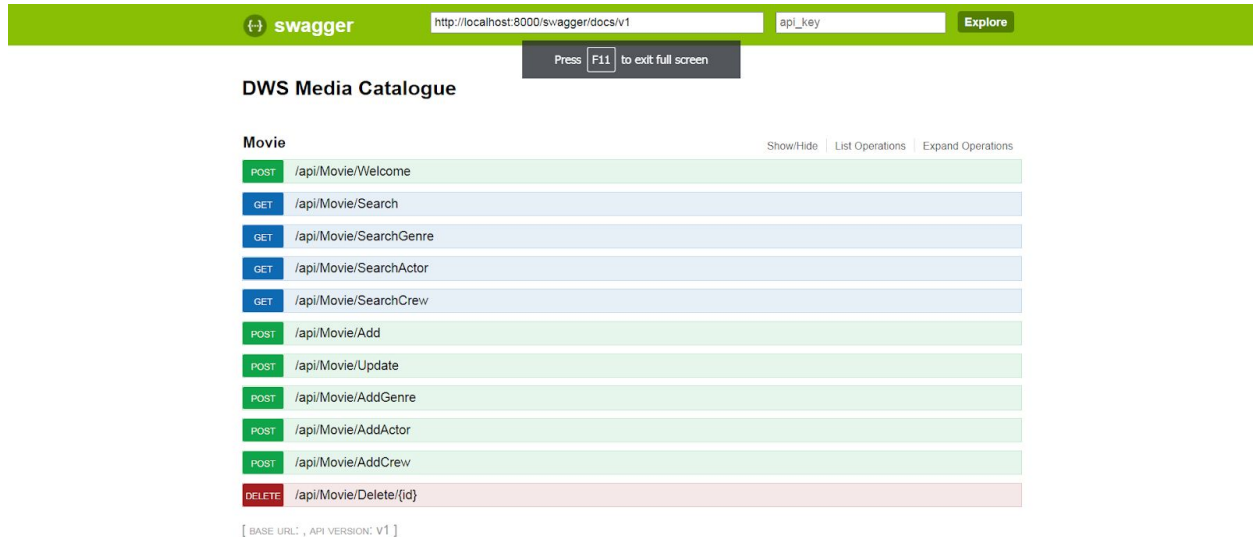 {··} swagger http://localhost:8000/swagger/docs/v1 api_key Explore
Press F11 to exit full screen
DWS Media Catalogue
Movie Show/Hide List Operations Expand Operations
POST /api/Movie/Welcome
GET /api/Movie/Search
GET /api/Movie/SearchGenre
GET /api/Movie/SearchActor
GET /api/Movie/SearchCrew
POST /api/Movie/Add
POST /api/Movie/Update
POST /api/Movie/AddGenre
POST /api/Movie/AddActor
POST /api/Movie/AddCrew
DELETE /api/Movie/Delete/{id}
[ BASE URL: , API VERSION: V1 ]